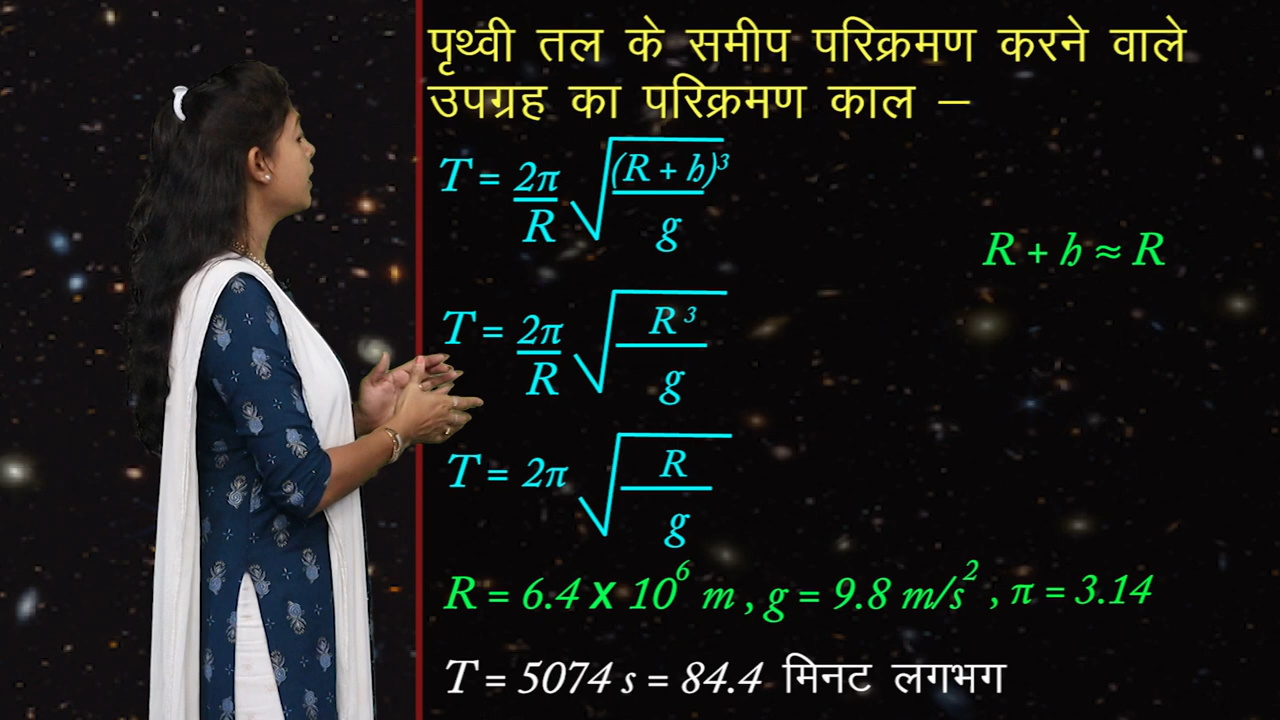 पृथ्वी तल के समीप परिक्रमण करने वाले
उपग्रह का परिक्रमण काल –
T = 2π/R √((R + h)³/g)
R + h ≈ R
T = 2π/R √(R³/g)
T = 2π √(R/g)
R = 6.4 x 10⁶ m , g = 9.8 m/s² , π = 3.14
T = 5074 s = 84.4 मिनट लगभग